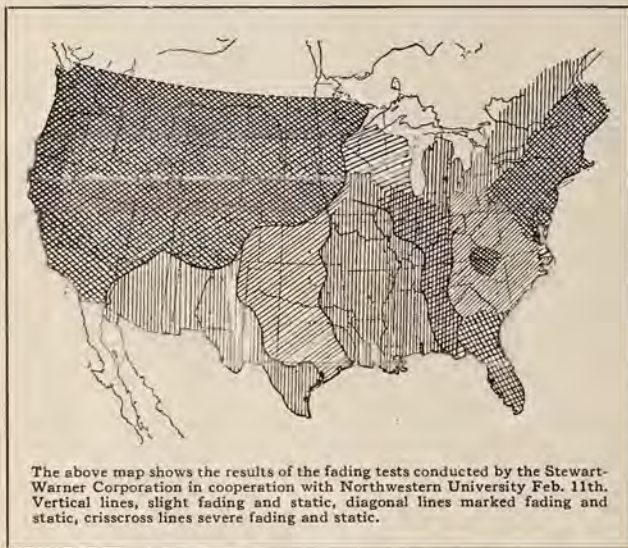 The above map shows the results of the fading tests conducted by the Stewart-
Warner Corporation in cooperation with Northwestern University Feb. 11th.
Vertical lines, slight fading and static, diagonal lines marked fading and
static, crisscross lines severe fading and static.